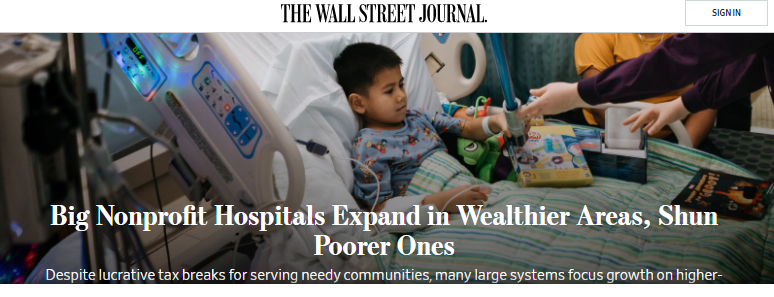 THE WALL STREET JOURNAL.
SIGN IN
Big Nonprofit Hospitals Expand in Wealthier Areas, Shun
Poorer Ones
Despite lucrative tax breaks for serving needy communities, many large systems focus growth on higher-